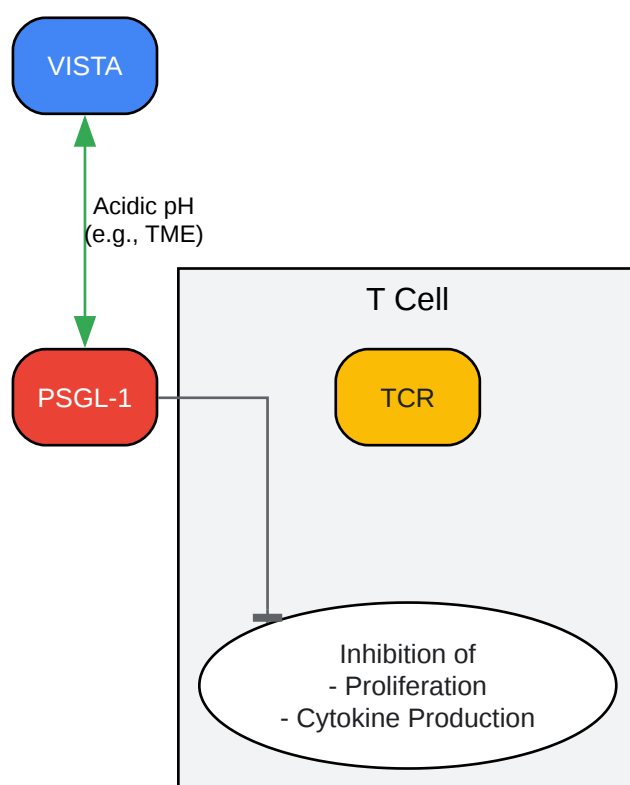 VISTA
Acidic pH
(e.g., TME)
T Cell
PSGL-1
TCR
Inhibition of
- Proliferation
- Cytokine Production